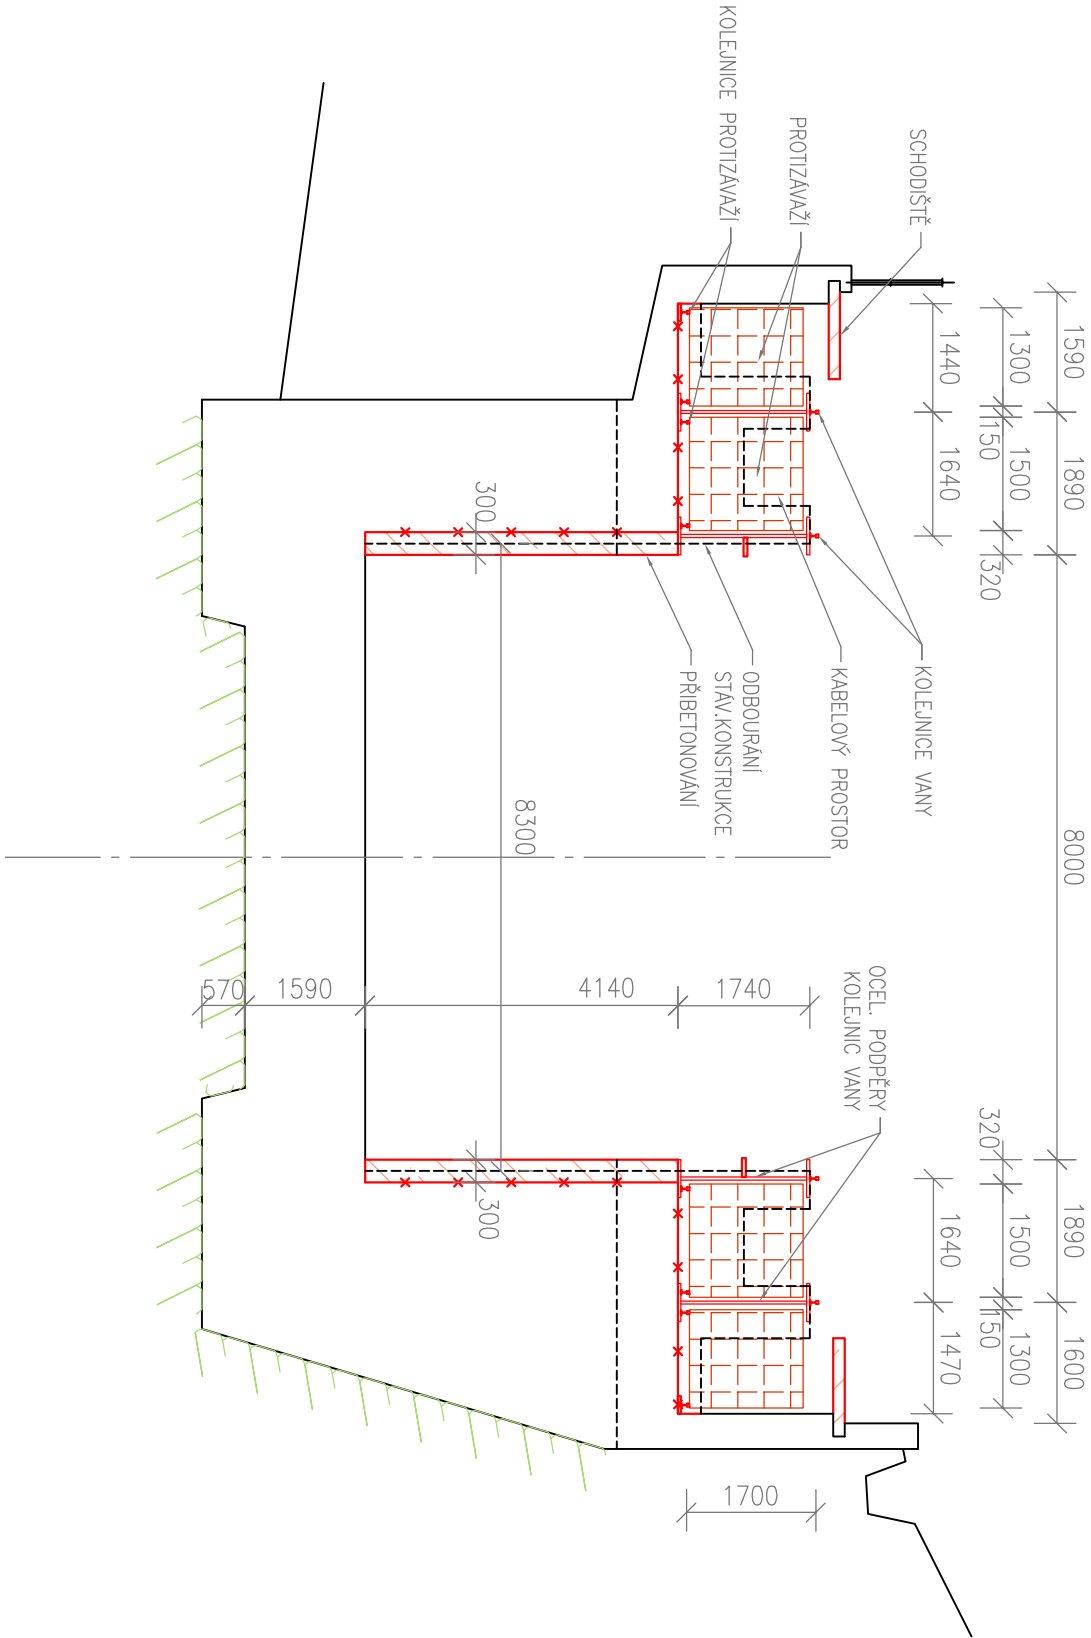 KOLEJNICE PROTIZÁVAŽÍ
PROTIZÁVAŽÍ
SCHODIŠTĚ
1590
1890
8000
1890
1600
1300
150
1500
320
320
1500
150
1300
1440
1640
1640
1470
KOLEJNICE VANY
KABELOVÝ PROSTOR
ODBOURÁNÍ
STÁV.KONSTRUKCE
PŘIBETONOVÁNÍ
OCEL. PODPĚRY
KOLEJNIC VANY
300
8300
300
1740
4140
1590
570
1700